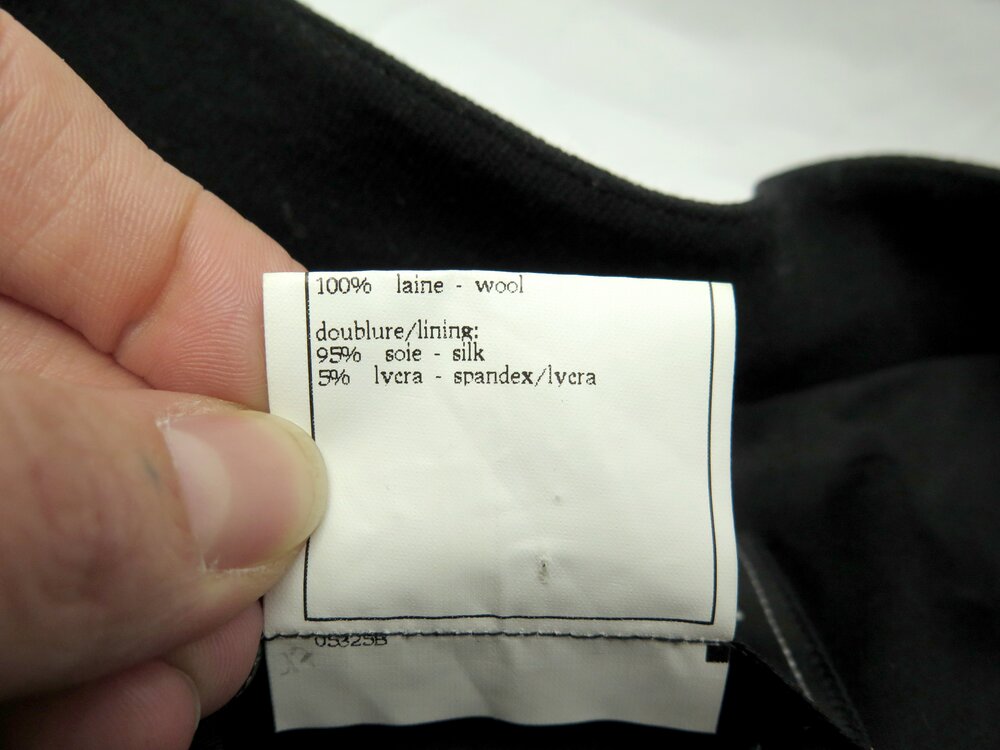 100% laine - wool
doublure/lining:
95% soie - silk
5% lycra - spandex/lycra
05325B